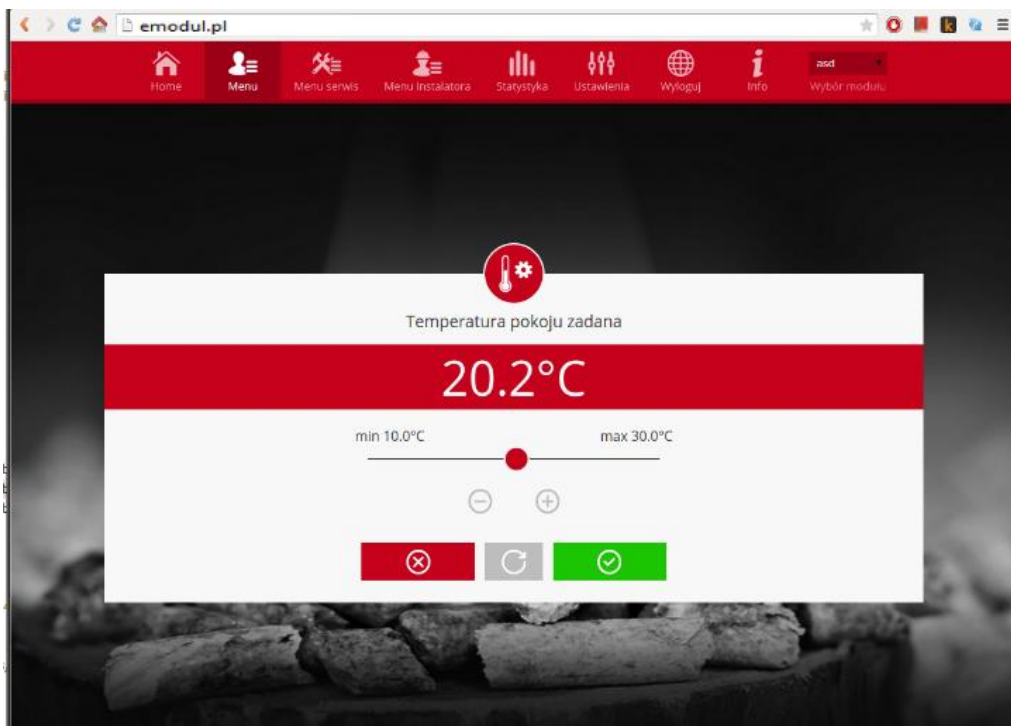 emodul.pl
Home
Menu
Menu serwis
Menu Instalatora
Statystyka
Ustawienia
Wyloguj
Info
asd
Wybór modułu
Temperatura pokoju zadana
20.2°C
min 10.0°C
max 30.0°C